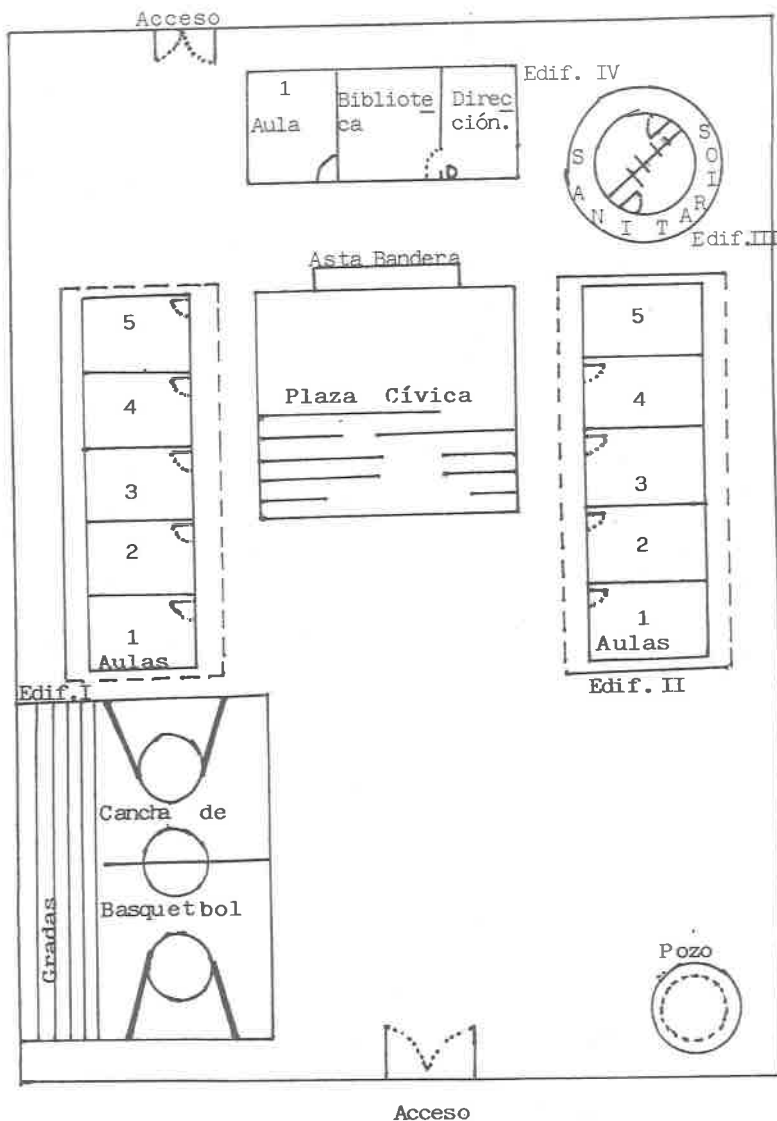 Acceso
Edif. IV
1
Aula
Bibliote
ca
Direc
ción.
SANITARIOS
Edif.III
Asta Bandera
Plaza Cívica
5
4
3
2
1
Aulas
Edif.I
5
4
3
2
1
Aulas
Edif. II
Gradas
Cancha de
Basquetbol
Pozo
Acceso